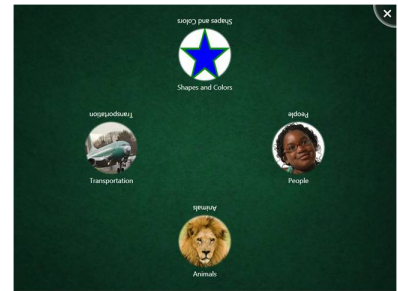 Shapes and Colors
Shapes and Colors
Transportation
People
Transportation
People
Animals
Animals